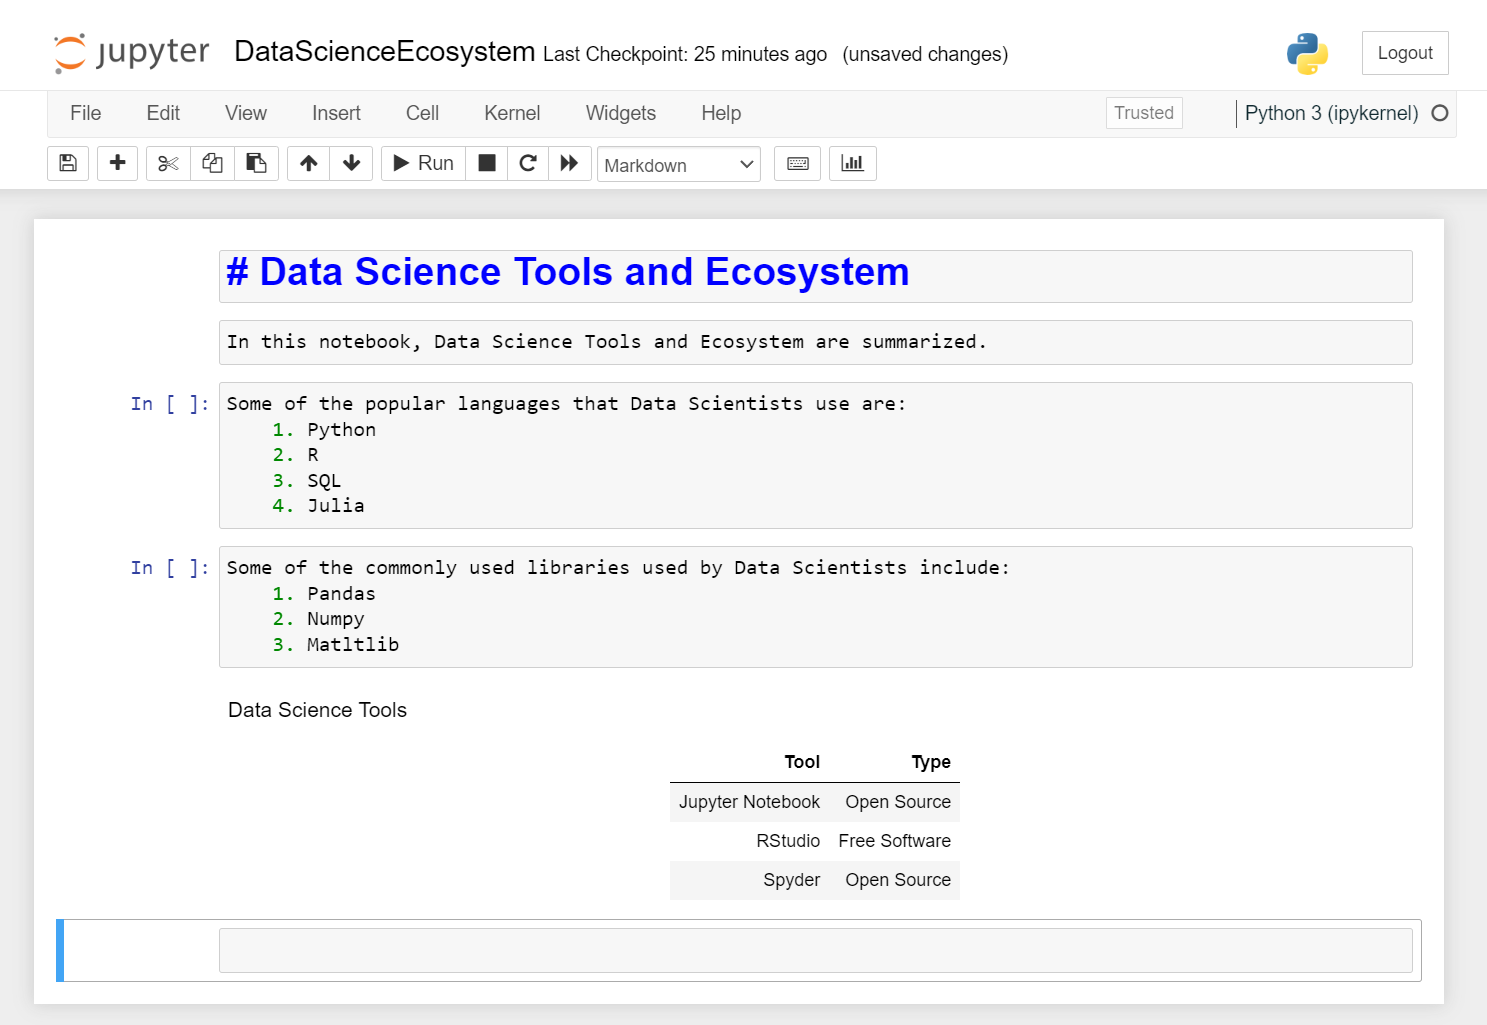 jupyter DataScienceEcosystem Last Checkpoint: 25 minutes ago (unsaved changes) Logout
File Edit View Insert Cell Kernel Widgets Help Trusted Python 3 (ipykernel)
Run Markdown
# Data Science Tools and Ecosystem
In this notebook, Data Science Tools and Ecosystem are summarized.
In [ ]: Some of the popular languages that Data Scientists use are:
1. Python
2. R
3. SQL
4. Julia
In [ ]: Some of the commonly used libraries used by Data Scientists include:
1. Pandas
2. Numpy
3. Matltlib
Data Science Tools
Tool Type
Jupyter Notebook Open Source
RStudio Free Software
Spyder Open Source